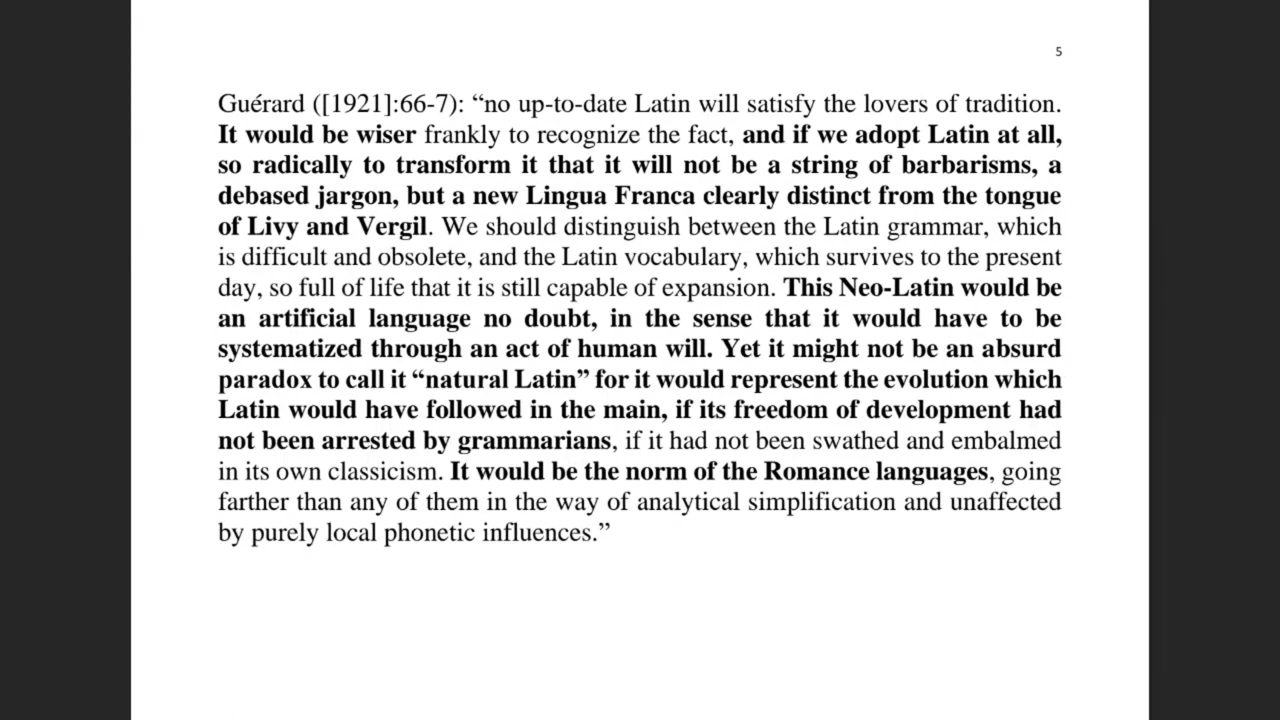 5
Guérard ([1921]:66-7): “no up-to-date Latin will satisfy the lovers of tradition.
It would be wiser frankly to recognize the fact, and if we adopt Latin at all,
so radically to transform it that it will not be a string of barbarisms, a
debased jargon, but a new Lingua Franca clearly distinct from the tongue
of Livy and Vergil. We should distinguish between the Latin grammar, which
is difficult and obsolete, and the Latin vocabulary, which survives to the present
day, so full of life that it is still capable of expansion. This Neo-Latin would be
an artificial language no doubt, in the sense that it would have to be
systematized through an act of human will. Yet it might not be an absurd
paradox to call it “natural Latin” for it would represent the evolution which
Latin would have followed in the main, if its freedom of development had
not been arrested by grammarians, if it had not been swathed and embalmed
in its own classicism. It would be the norm of the Romance languages, going
farther than any of them in the way of analytical simplification and unaffected
by purely local phonetic influences.”